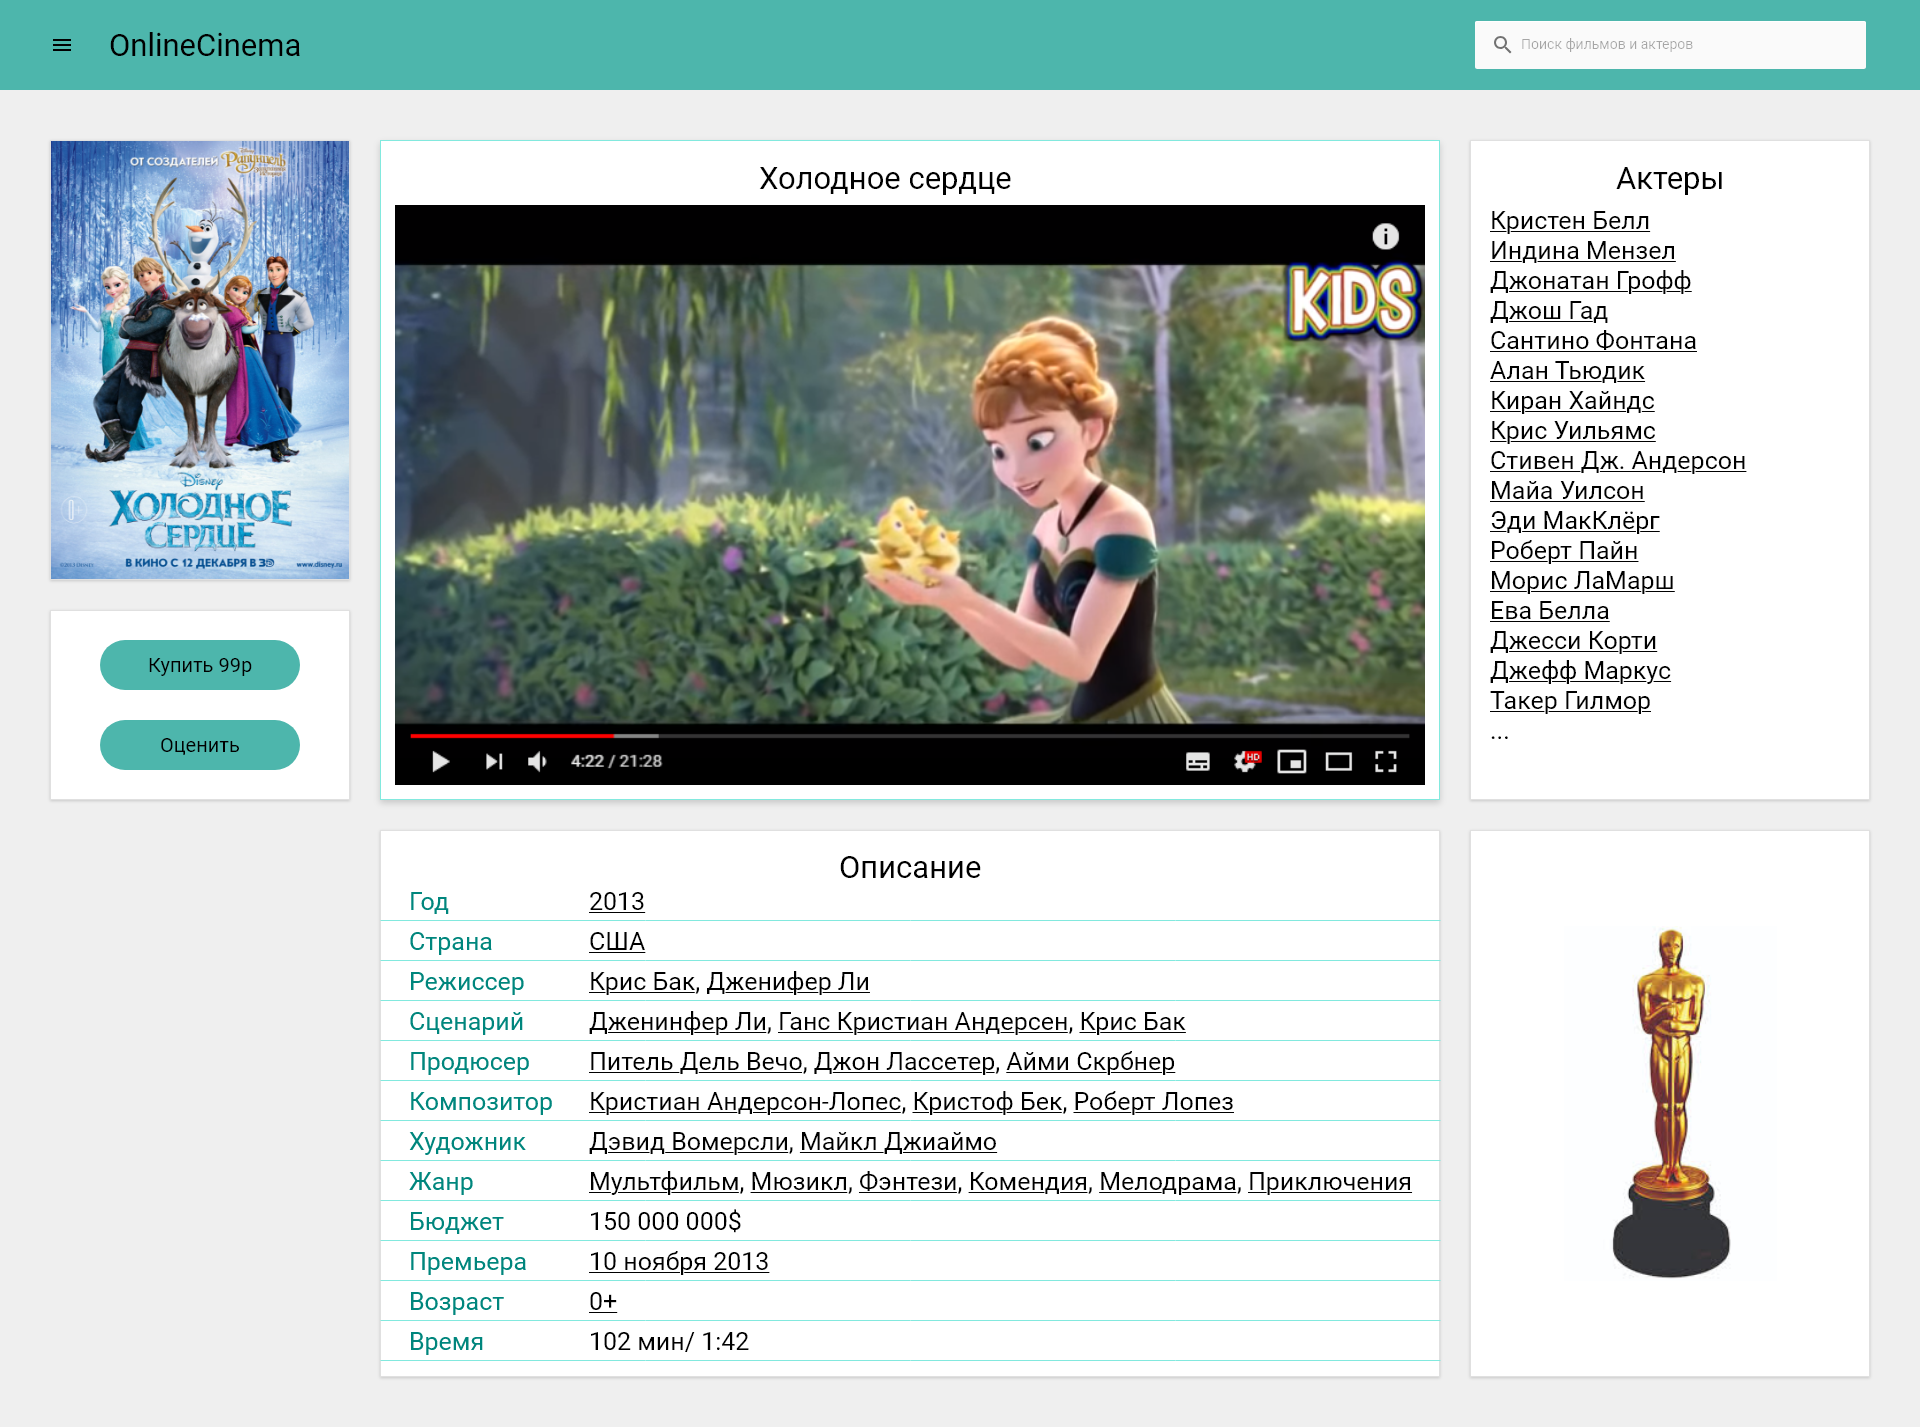 OnlineCinema
Поиск фильмов и актеров
ОТ СОЗДАТЕЛЕЙ Рапунцель
Disney
ХОЛОДНОЕ
СЕРДЦЕ
В КИНО С 12 ДЕКАБРЯ В 3D
www.disney.ru
Купить 99р
Оценить
Холодное сердце
KIDS
4:22 / 21:28
HD
Актеры
Кристен Белл
Индина Мензел
Джонатан Грофф
Джош Гад
Сантино Фонтана
Алан Тьюдик
Киран Хайндс
Крис Уильямс
Стивен Дж. Андерсон
Майа Уилсон
Эди МакКлёрг
Роберт Пайн
Морис ЛаМарш
Ева Белла
Джесси Корти
Джефф Маркус
Такер Гилмор
...
Описание
Год 2013
Страна США
Режиссер Крис Бак, Дженифер Ли
Сценарий Дженинфер Ли, Ганс Кристиан Андерсен, Крис Бак
Продюсер Питель Дель Вечо, Джон Лассетер, Айми Скрбнер
Композитор Кристиан Андерсон-Лопес, Кристоф Бек, Роберт Лопез
Художник Дэвид Вомерсли, Майкл Джиаймо
Жанр Мультфильм, Мюзикл, Фэнтези, Комендия, Мелодрама, Приключения
Бюджет 150 000 000$
Премьера 10 ноября 2013
Возраст 0+
Время 102 мин/ 1:42